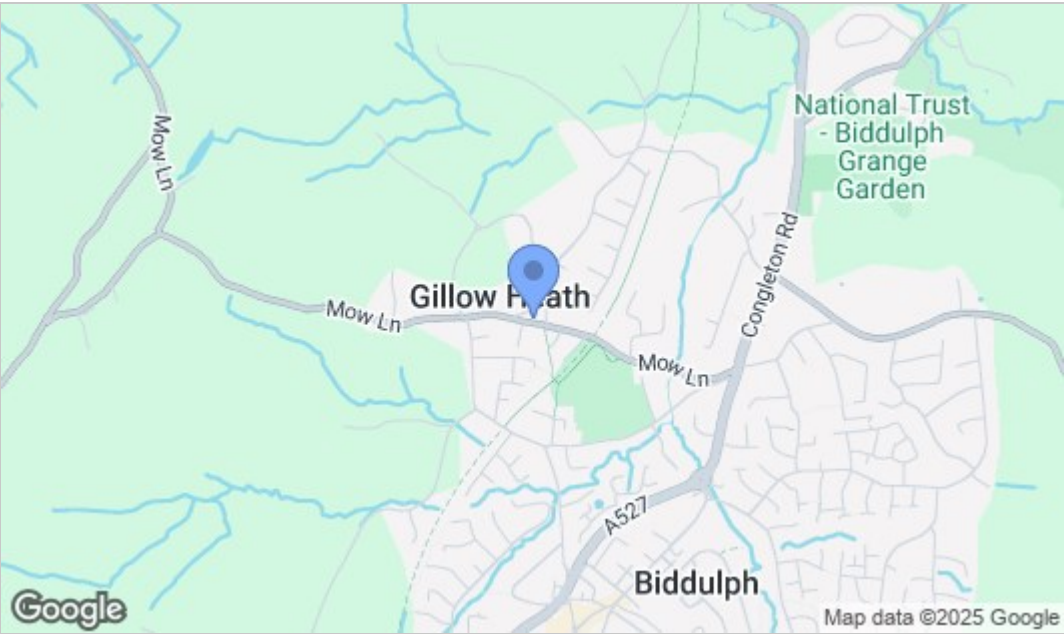 National Trust
- Biddulph
Grange
Garden
Mow Ln
Congleton Rd
Gillow H ath
Mow Ln
Mow Ln
A527
Biddulph
Google
Map data ©2025 Google